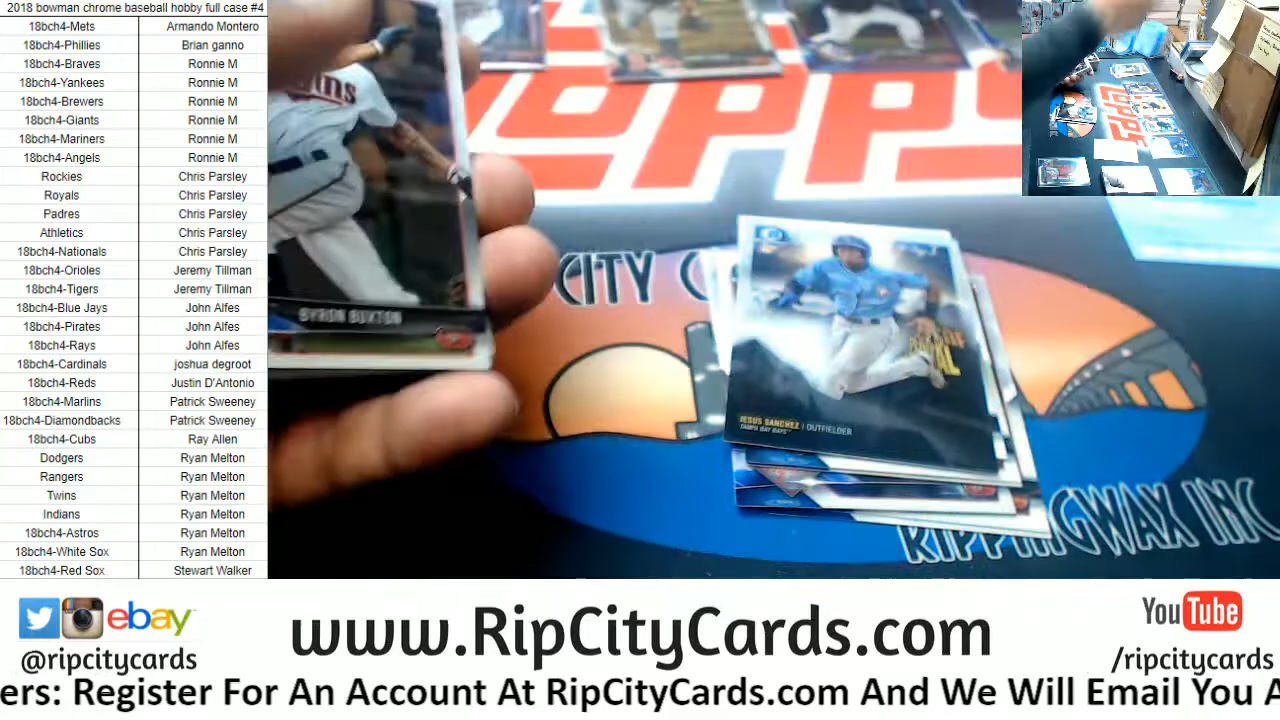 2018 bowman chrome baseball hobby full case #4
18bch4-Mets Armando Montero
18bch4-Phillies Brian ganno
18bch4-Braves Ronnie M
18bch4-Yankees Ronnie M
18bch4-Brewers Ronnie M
18bch4-Giants Ronnie M
18bch4-Mariners Ronnie M
18bch4-Angels Ronnie M
Rockies Chris Parsley
Royals Chris Parsley
Padres Chris Parsley
Athletics Chris Parsley
18bch4-Nationals Chris Parsley
18bch4-Orioles Jeremy Tillman
18bch4-Tigers Jeremy Tillman
18bch4-Blue Jays John Alfes
18bch4-Pirates John Alfes
18bch4-Rays John Alfes
18bch4-Cardinals joshua degroot
18bch4-Reds Justin D'Antonio
18bch4-Marlins Patrick Sweeney
18bch4-Diamondbacks Patrick Sweeney
18bch4-Cubs Ray Allen
Dodgers Ryan Melton
Rangers Ryan Melton
Twins Ryan Melton
Indians Ryan Melton
18bch4-Astros Ryan Melton
18bch4-White Sox Ryan Melton
18bch4-Red Sox Stewart Walker
BYRON BUXTON
TOPPS
CITY
JESUS SANCHEZ | OUTFIELDER
TAMPA BAY RAYS
RIPPINGWAX INC
topps
ebay
@ripcitycards
www.RipCityCards.com
YouTube
/ripcitycards
ers: Register For An Account At RipCityCards.com And We Will Email You A